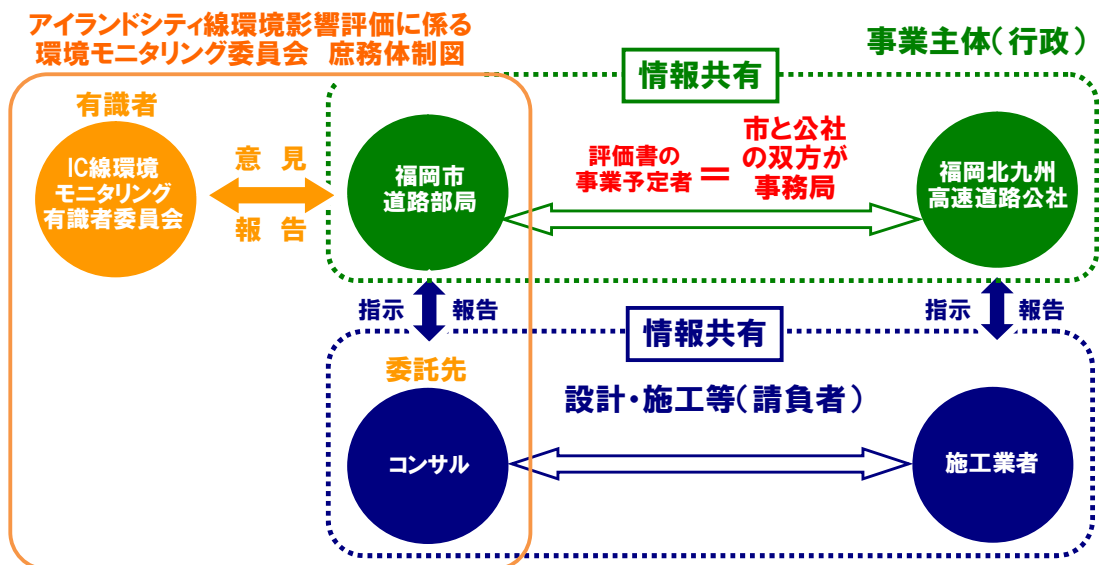 アイランドシティ線環境影響評価に係る
環境モニタリング委員会 庶務体制図
事業主体(行政)
情報共有
有識者
IC線環境
モニタリング
有識者委員会
意 見
報 告
福岡市
道路部局
評価書の
事業予定者
=
市と公社
の双方が
事務局
福岡北九州
高速道路公社
指示 報告
指示 報告
情報共有
委託先
設計・施工等(請負者)
コンサル
施工業者